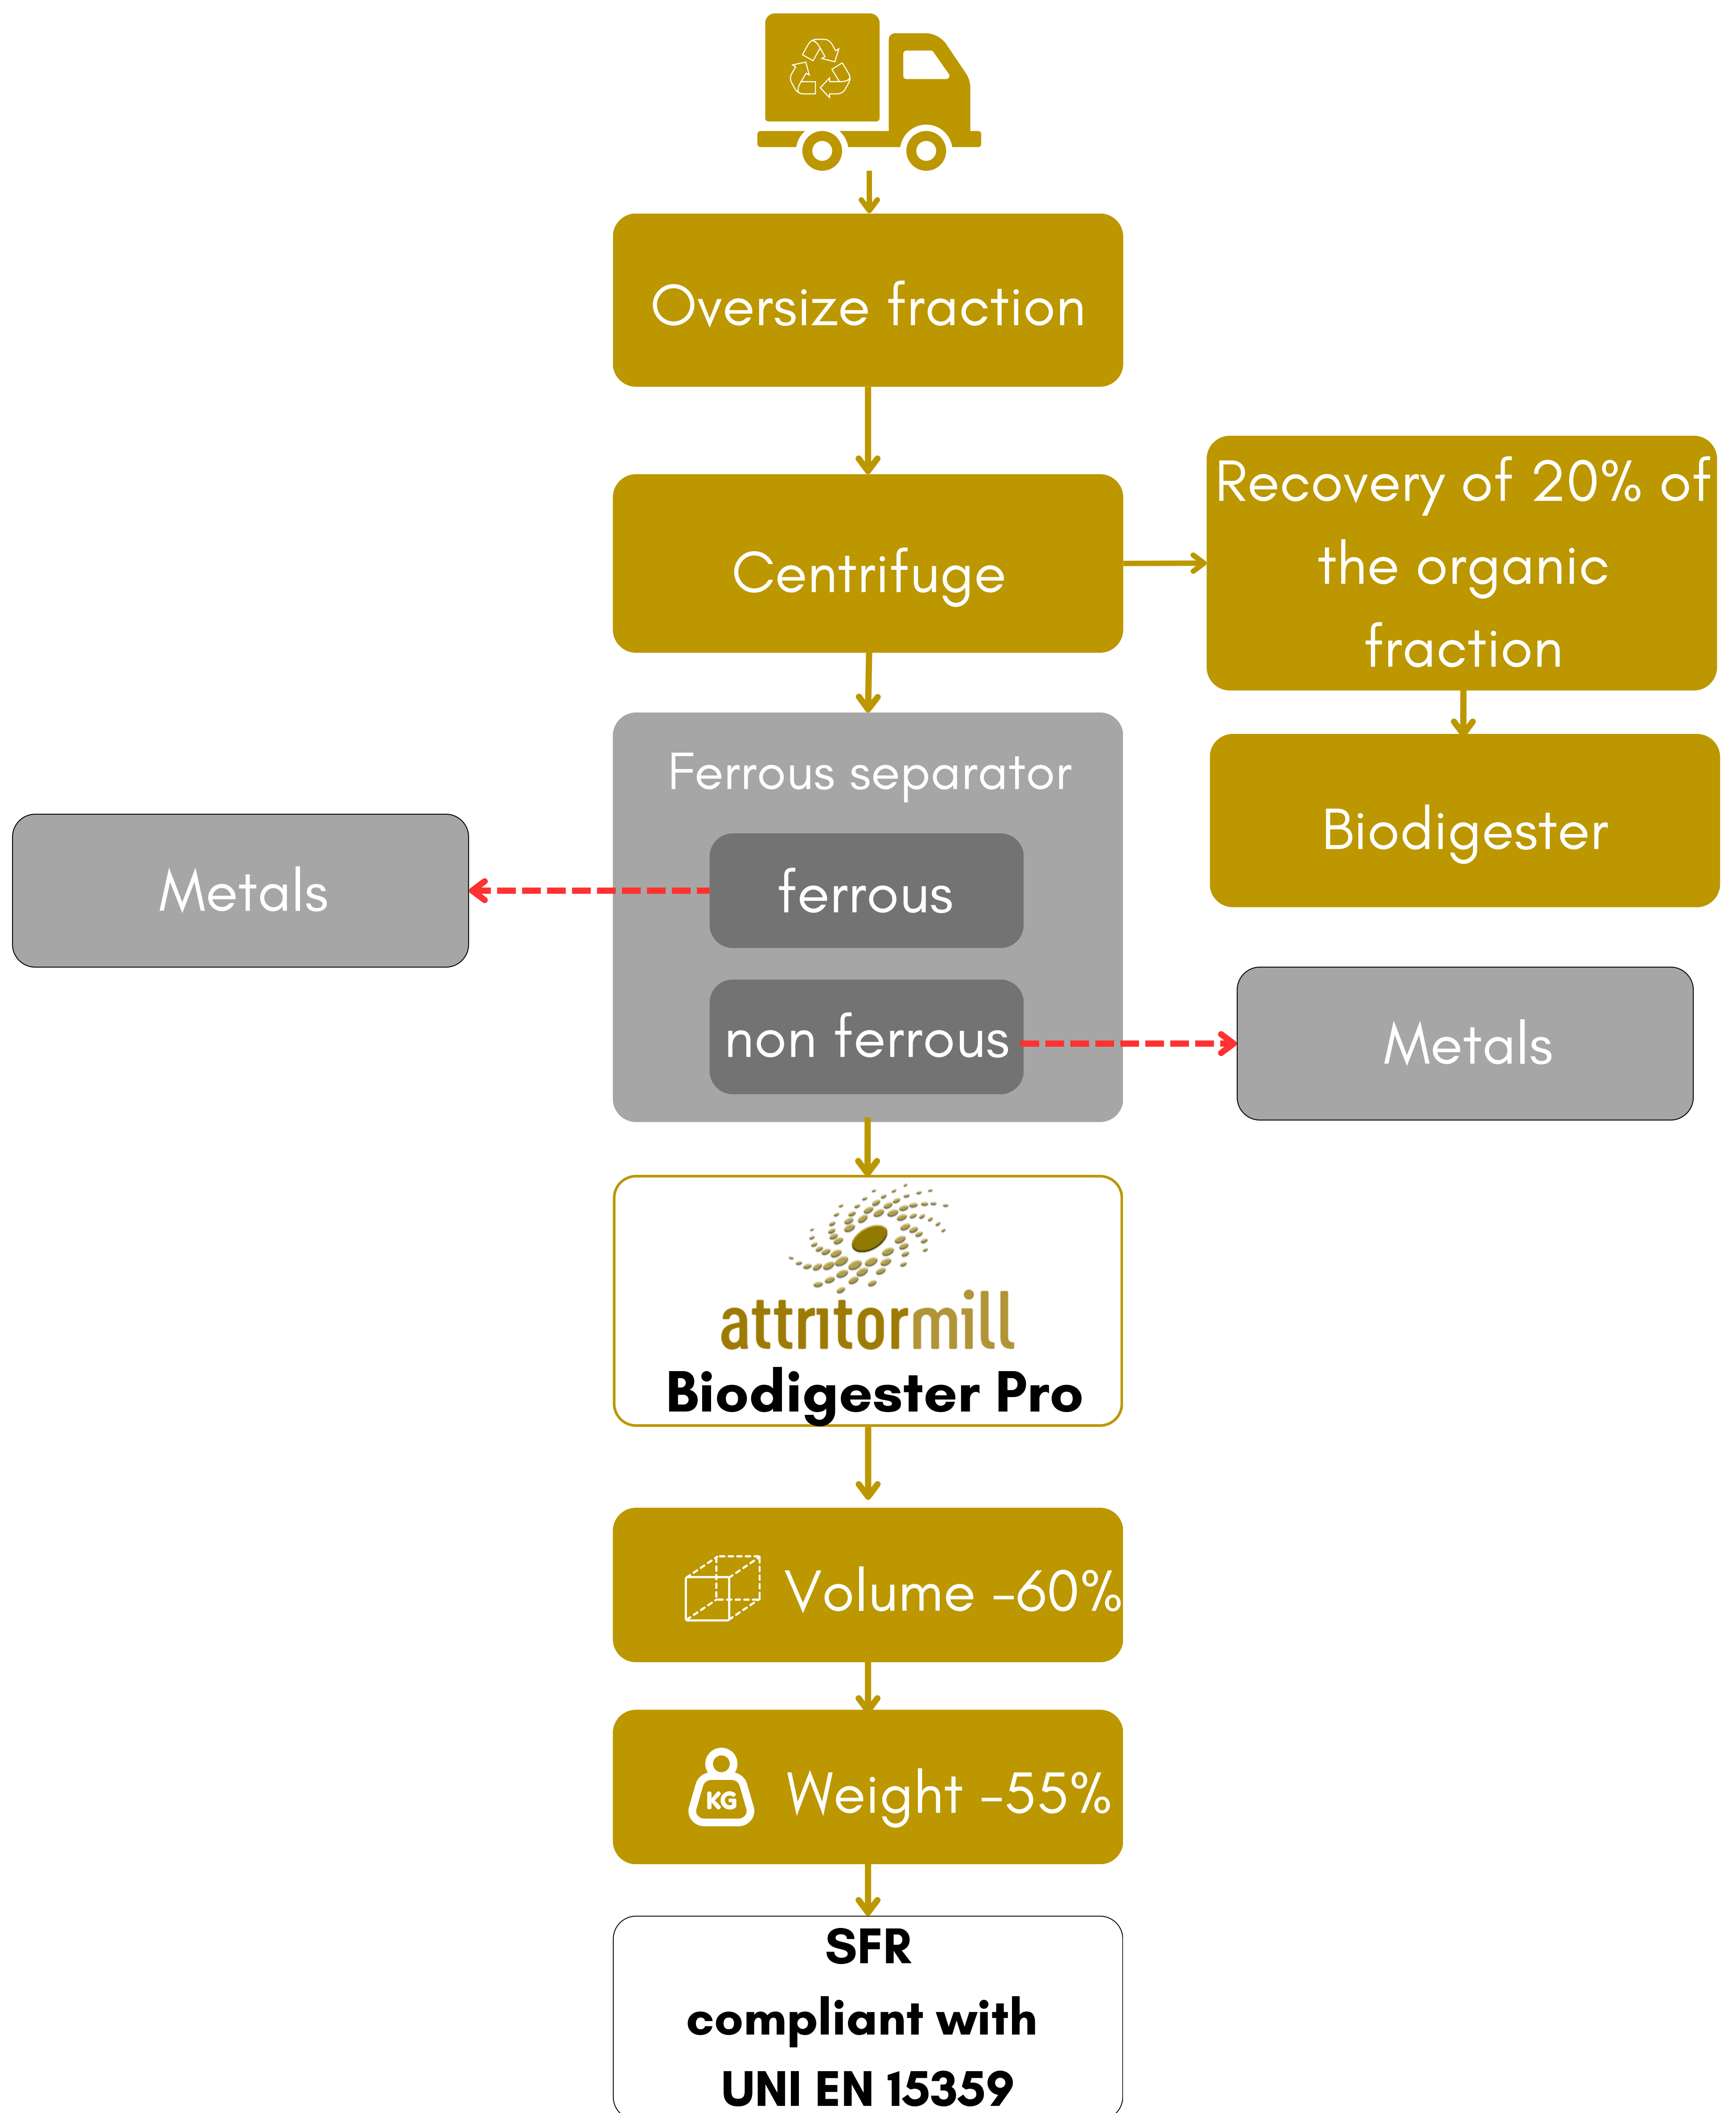 Oversize fraction
Centrifuge
Recovery of 20% of
the organic
fraction
Biodigester
Ferrous separator
ferrous
Metals
non ferrous
Metals
attritormill
Biodigester Pro
Volume -60%
KG
Weight -55%
SFR
compliant with
UNI EN 15359